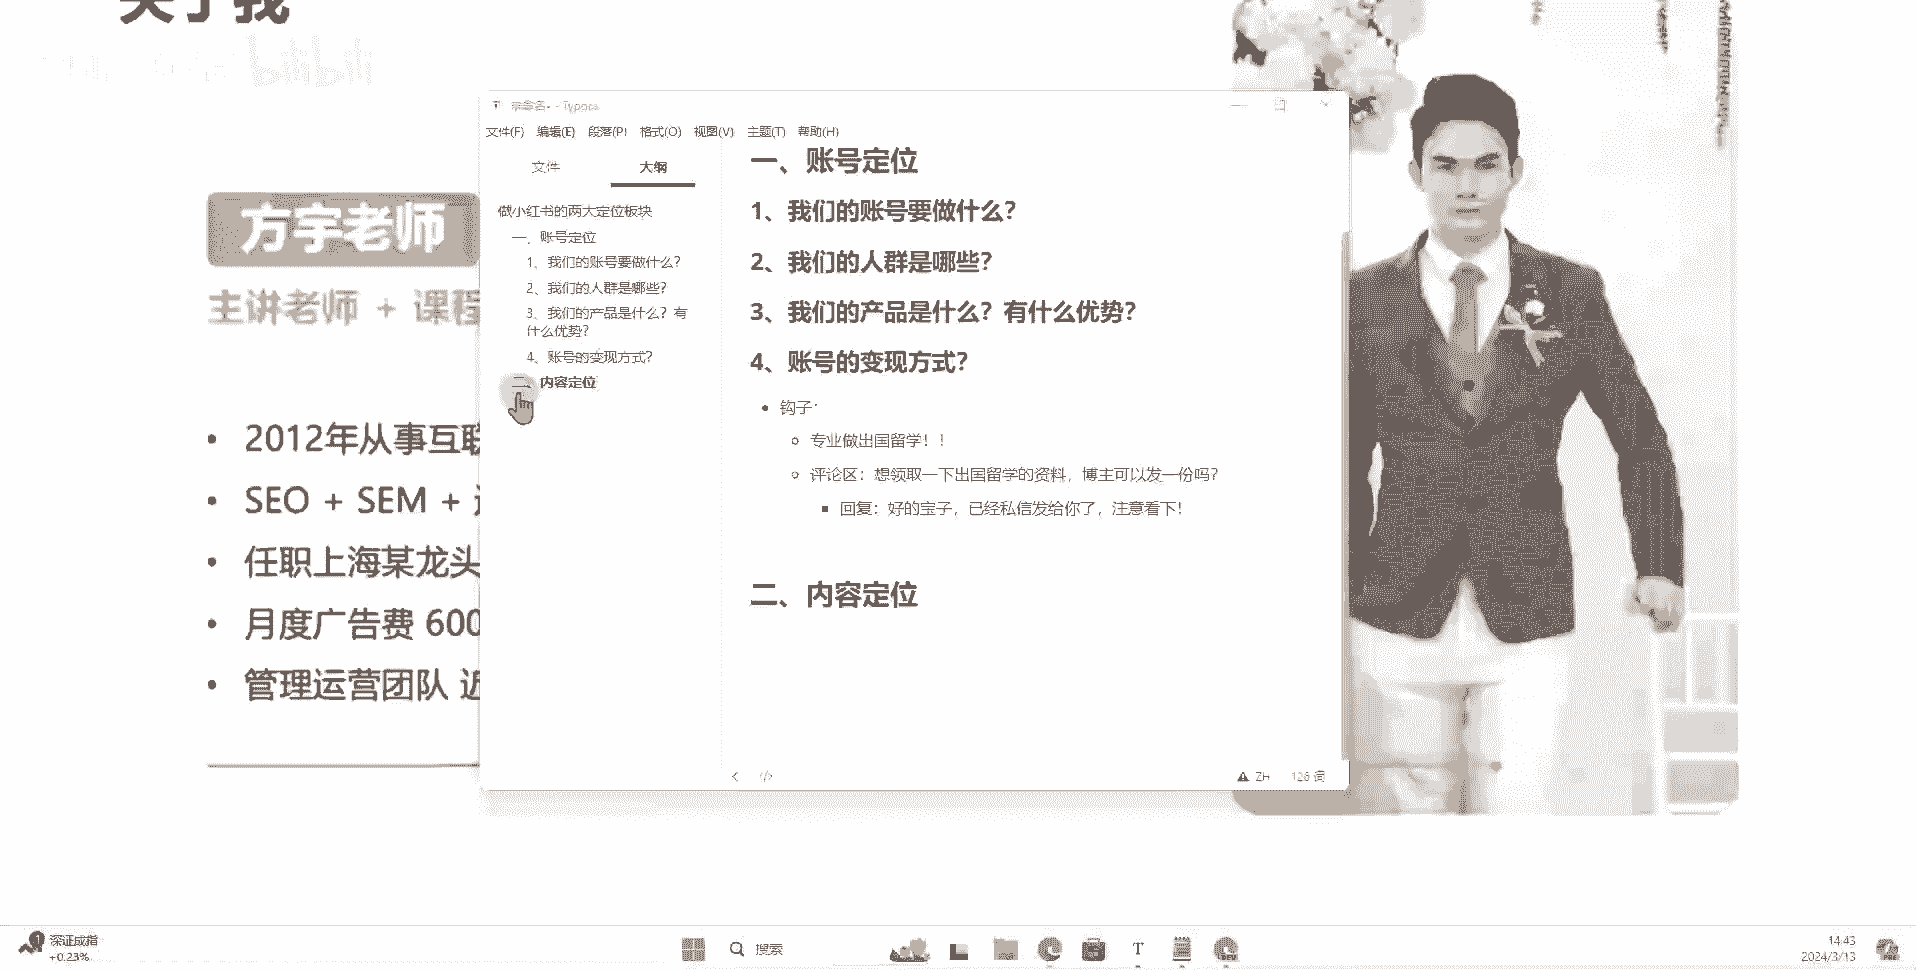 关于我
bilibili
方宇老师
主讲老师 + 课程
2012年从事互联
SEO + SEM +
任职上海某龙头
月度广告费 600
管理运营团队 近
未命名 - Typora
文件(F) 编辑(E) 段落(P) 格式(O) 视图(V) 主题(T) 帮助(H)
文件 大纲
做小红书的两大定位板块
一、账号定位
1、我们的账号要做什么?
2、我们的人群是哪些?
3、我们的产品是什么?有
什么优势?
4、账号的变现方式?
二、内容定位
一、账号定位
1、我们的账号要做什么?
2、我们的人群是哪些?
3、我们的产品是什么?有什么优势?
4、账号的变现方式?
钩子:
专业做出国留学!!
评论区:想领取一下出国留学的资料,博主可以发一份吗?
回复:好的宝子,已经私信发给你了,注意看下!
二、内容定位
ZH 126 词
深证成指
+0.23%
搜索
14:43
2024/3/13